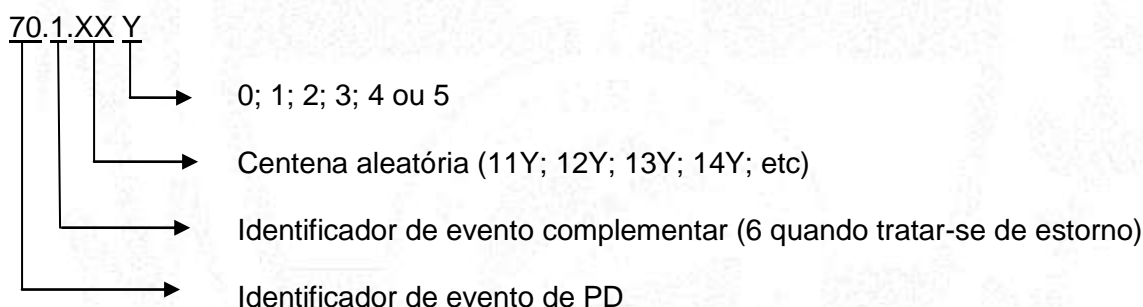 70.1.XX Y
0; 1; 2; 3; 4 ou 5
Centena aleatória (11Y; 12Y; 13Y; 14Y; etc)
Identificador de evento complementar (6 quando tratar-se de estorno)
Identificador de evento de PD